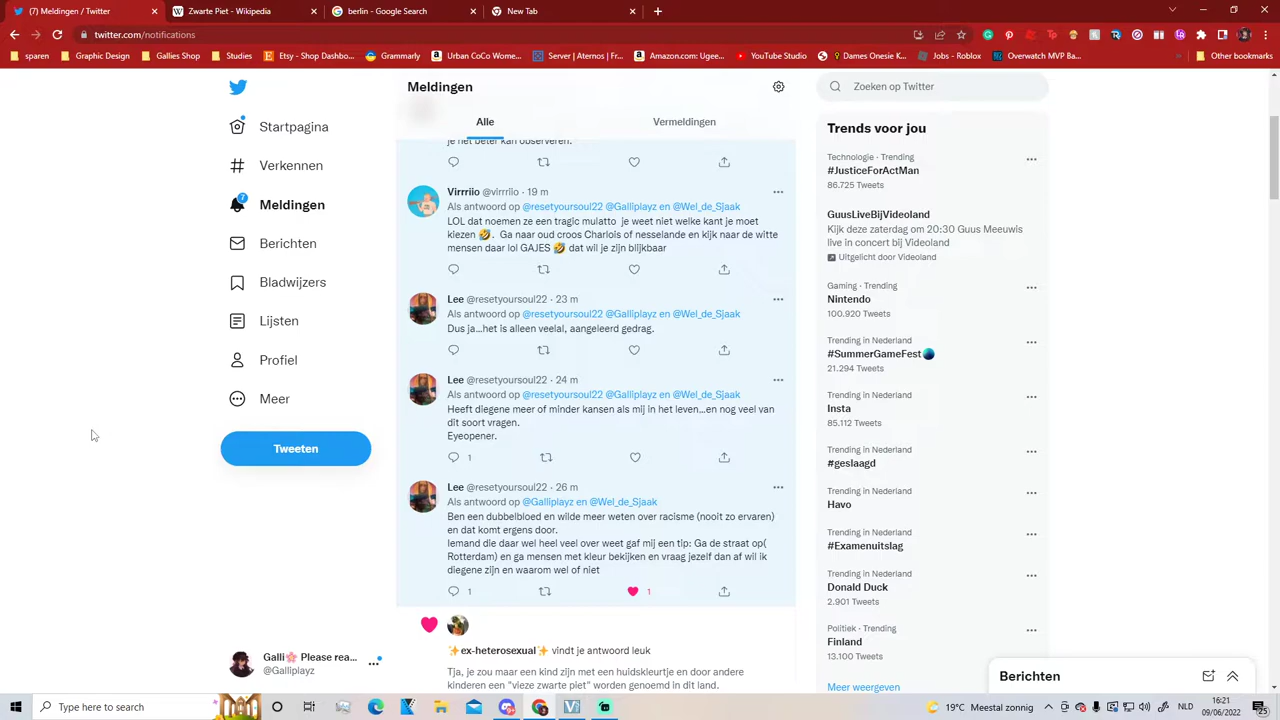 (7) Meldingen / Twitter
Zwarte Piet - Wikipedia
berlin - Google Search
New Tab
twitter.com/notifications
sparen
Graphic Design
Gallies Shop
Studies
Etsy - Shop Dashbo...
Grammarly
Urban CoCo Wome...
Server | Aternos | Fr...
Amazon.com: Ugee...
YouTube Studio
Dames Onesie K...
Jobs - Roblox
Overwatch MVP Ba...
Other bookmarks
Startpagina
Verkennen
7
Meldingen
Berichten
Bladwijzers
Lijsten
Profiel
Meer
Tweeten
Galli🌸 Please rea...
@Galliplayz
Meldingen
Alle
Vermeldingen
je het beter kan observeren.
Virrriio @virrriio · 19 m
Als antwoord op @resetyoursoul22 @Galliplayz en @Wel_de_Sjaak
LOL dat noemen ze een tragic mulatto je weet niet welke kant je moet
kiezen 🤣. Ga naar oud croos Charlois of nesselande en kijk naar de witte
mensen daar lol GAJES 🤣 dat wil je zijn blijkbaar
Lee @resetyoursoul22 · 23 m
Als antwoord op @resetyoursoul22 @Galliplayz en @Wel_de_Sjaak
Dus ja...het is alleen veelal, aangeleerd gedrag.
Lee @resetyoursoul22 · 24 m
Als antwoord op @resetyoursoul22 @Galliplayz en @Wel_de_Sjaak
Heeft diegene meer of minder kansen als mij in het leven...en nog veel van
dit soort vragen.
Eyeopener.
1
Lee @resetyoursoul22 · 26 m
Als antwoord op @Galliplayz en @Wel_de_Sjaak
Ben een dubbelbloed en wilde meer weten over racisme (nooit zo ervaren)
en dat komt ergens door.
Iemand die daar wel heel veel over weet gaf mij een tip: Ga de straat op(
Rotterdam) en ga mensen met kleur bekijken en vraag jezelf dan af wil ik
diegene zijn en waarom wel of niet
1 1
✨ex-heterosexual✨ vindt je antwoord leuk
Tja, je zou maar een kind zijn met een huidskleurtje en door andere
kinderen een "vieze zwarte piet" worden genoemd in dit land.
Zoeken op Twitter
Trends voor jou
Technologie · Trending
#JusticeForActMan
86.725 Tweets
GuusLiveBijVideoland
Kijk deze zaterdag om 20:30 Guus Meeuwis
live in concert bij Videoland
Uitgelicht door Videoland
Gaming · Trending
Nintendo
100.920 Tweets
Trending in Nederland
#SummerGameFest
21.294 Tweets
Trending in Nederland
Insta
85.112 Tweets
Trending in Nederland
#geslaagd
Trending in Nederland
Havo
Trending in Nederland
#Examenuitslag
Trending in Nederland
Donald Duck
2.901 Tweets
Politiek · Trending
Finland
13.100 Tweets
Meer weergeven
Berichten
Type here to search
19°C Meestal zonnig
NLD
16:21
09/06/2022
25